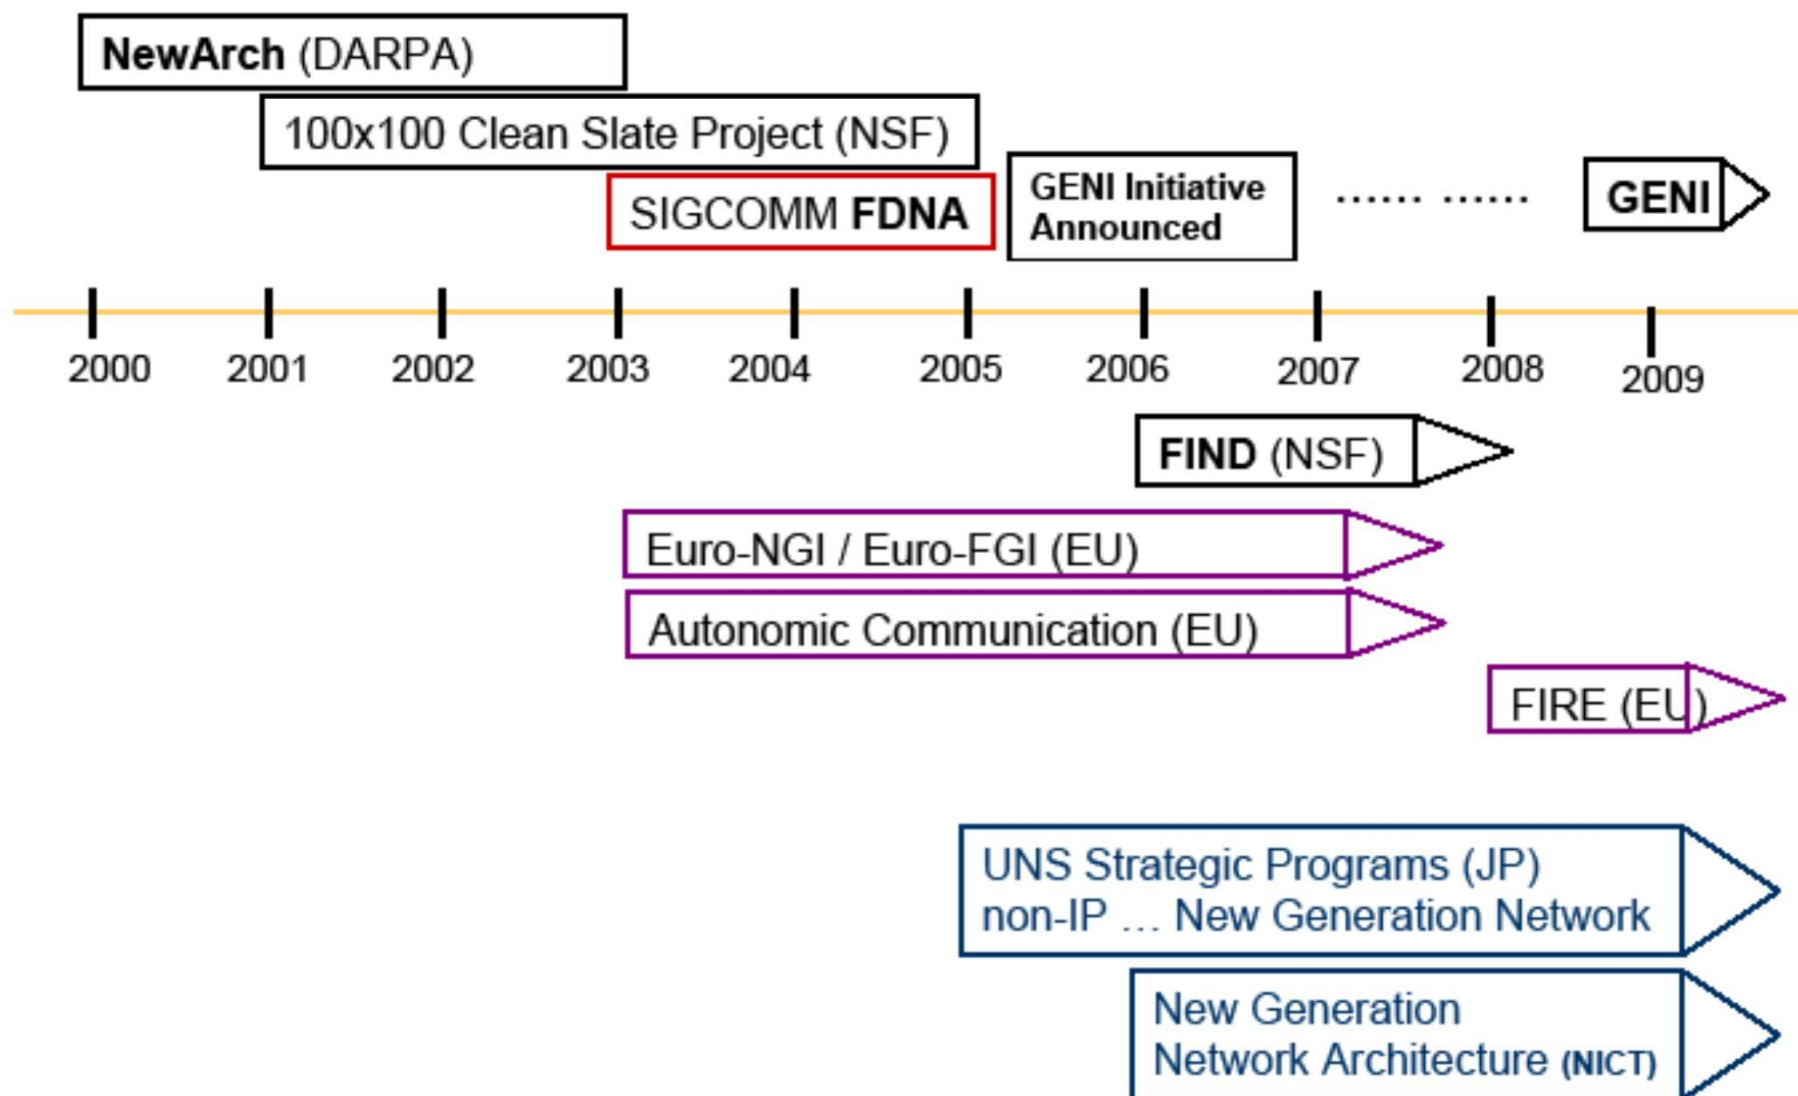 NewArch (DARPA)
100x100 Clean Slate Project (NSF)
SIGCOMM FDNA
GENI Initiative
Announced
...... ......
GENI
2000 2001 2002 2003 2004 2005 2006 2007 2008 2009
FIND (NSF)
Euro-NGI / Euro-FGI (EU)
Autonomic Communication (EU)
FIRE (EU)
UNS Strategic Programs (JP)
non-IP ... New Generation Network
New Generation
Network Architecture (NICT)